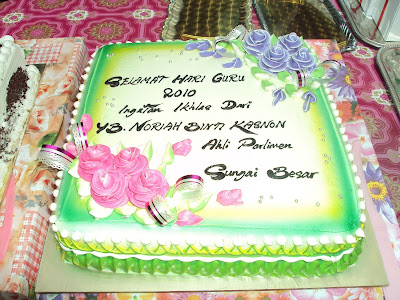 SELAMAT HARI GURU
2010
Ingatan Ikhlas Dari
YB. NORIAH BINTI KASNON
Ahli Parlimen
Sungai Besar